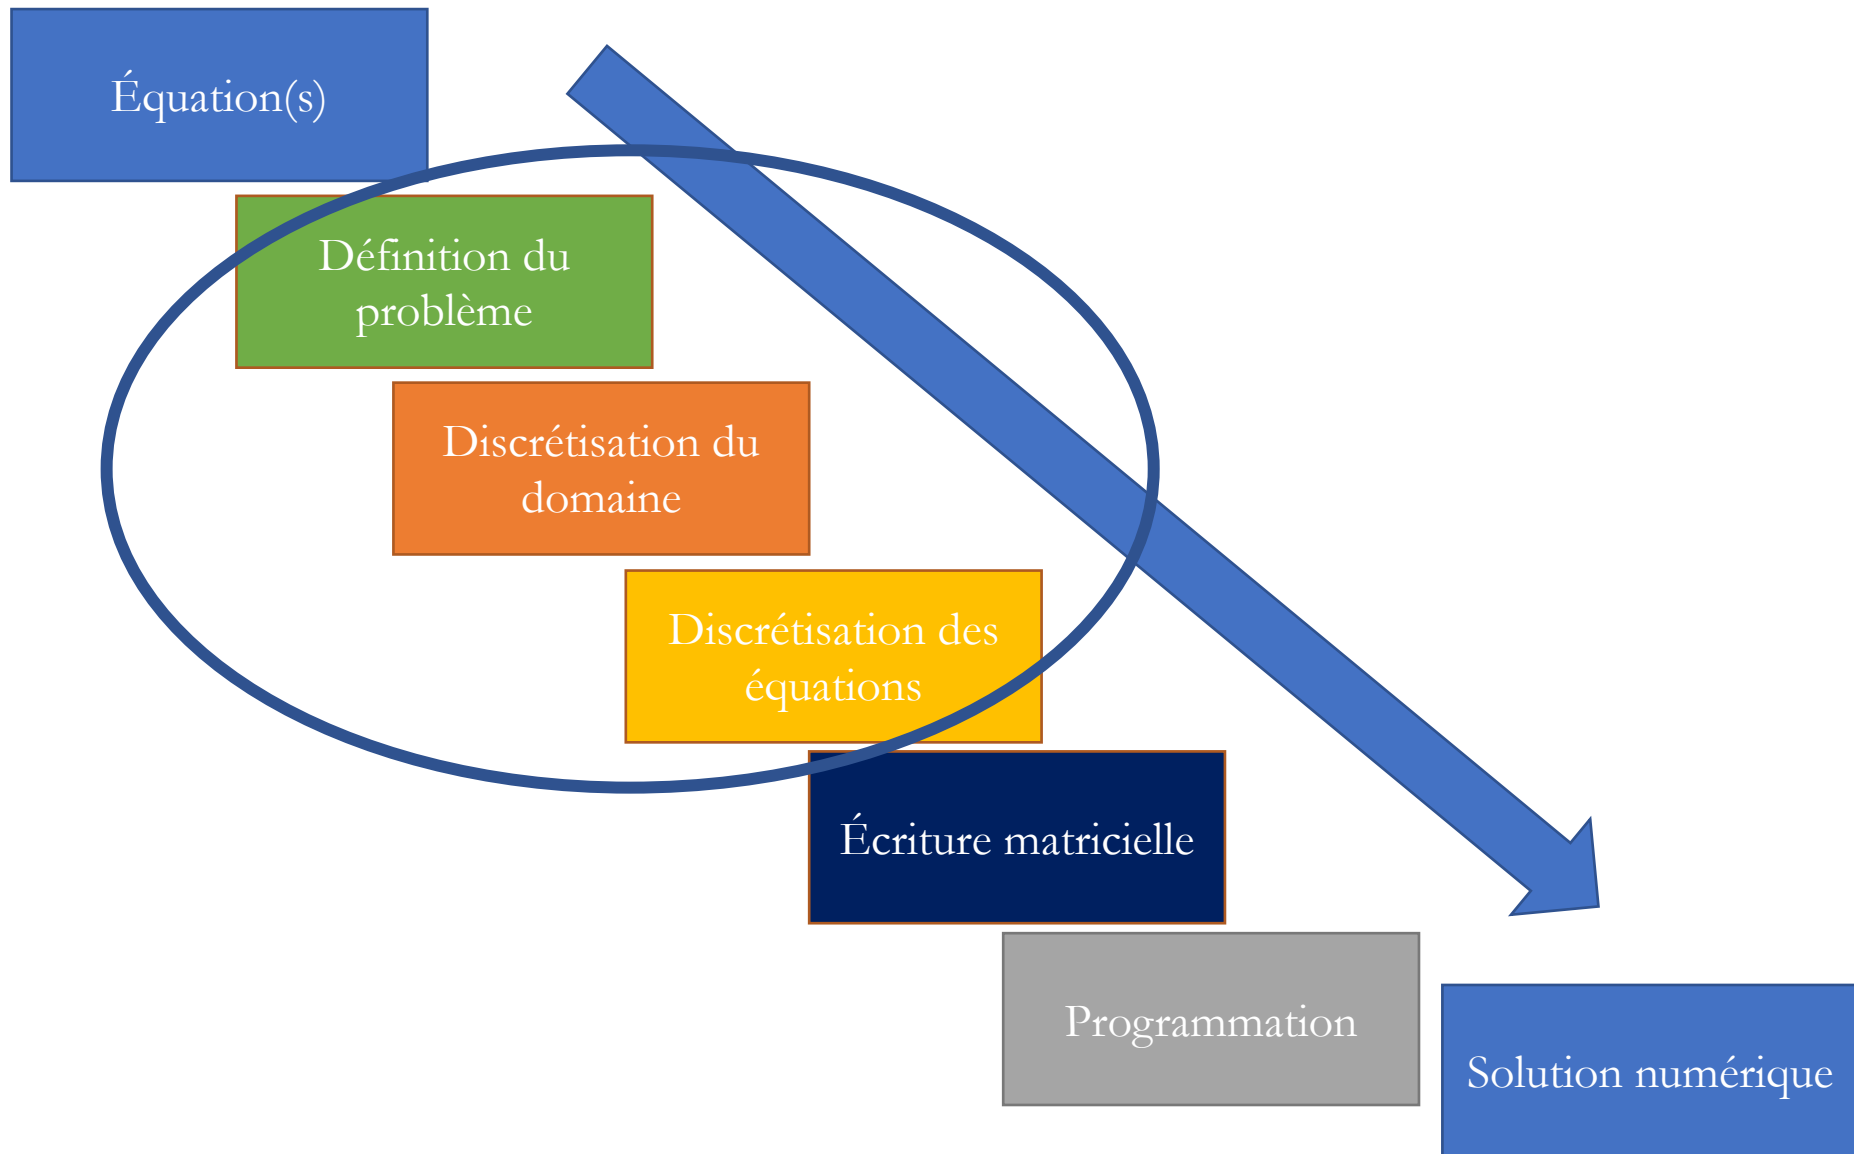 Équation(s)
Définition du
problème
Discrétisation du
domaine
Discrétisation des
équations
Écriture matricielle
Programmation
Solution numérique